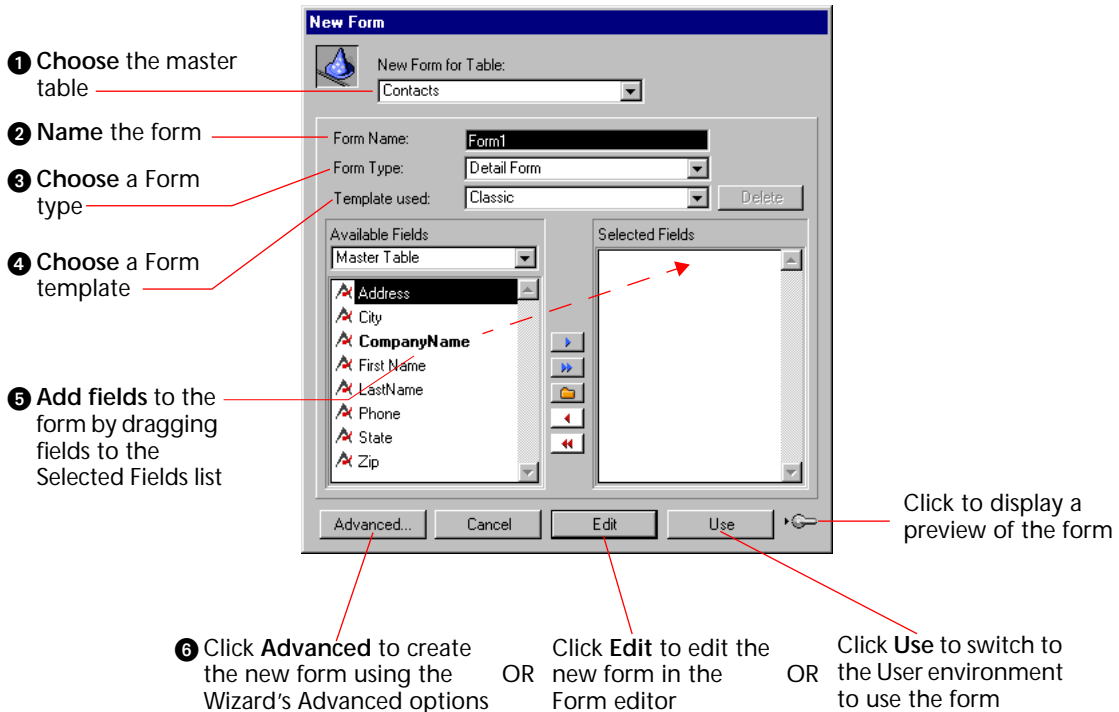 New Form
❶ Choose the master
table
New Form for Table:
Contacts
❷ Name the form
Form Name:
Form1
❸ Choose a Form
type
Form Type:
Detail Form
Template used:
Classic
Delete
❹ Choose a Form
template
Available Fields
Master Table
Selected Fields
Address
City
CompanyName
First Name
LastName
Phone
State
Zip
❺ Add fields to the
form by dragging
fields to the
Selected Fields list
Advanced...
Cancel
Edit
Use
Click to display a
preview of the form
❻ Click Advanced to create
the new form using the
Wizard's Advanced options
OR
Click Edit to edit the
new form in the
Form editor
OR
Click Use to switch to
the User environment
to use the form